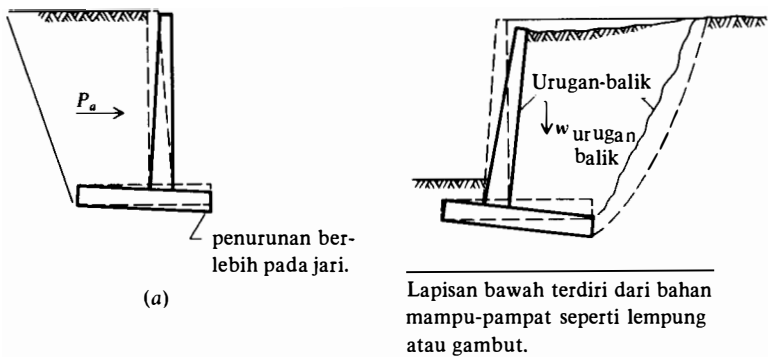 Pa
penurunan ber-
lebih pada jari.
(a)
Urugan-balik
w urugan
balik
Lapisan bawah terdiri dari bahan
mampu-pampat seperti lempung
atau gambut.